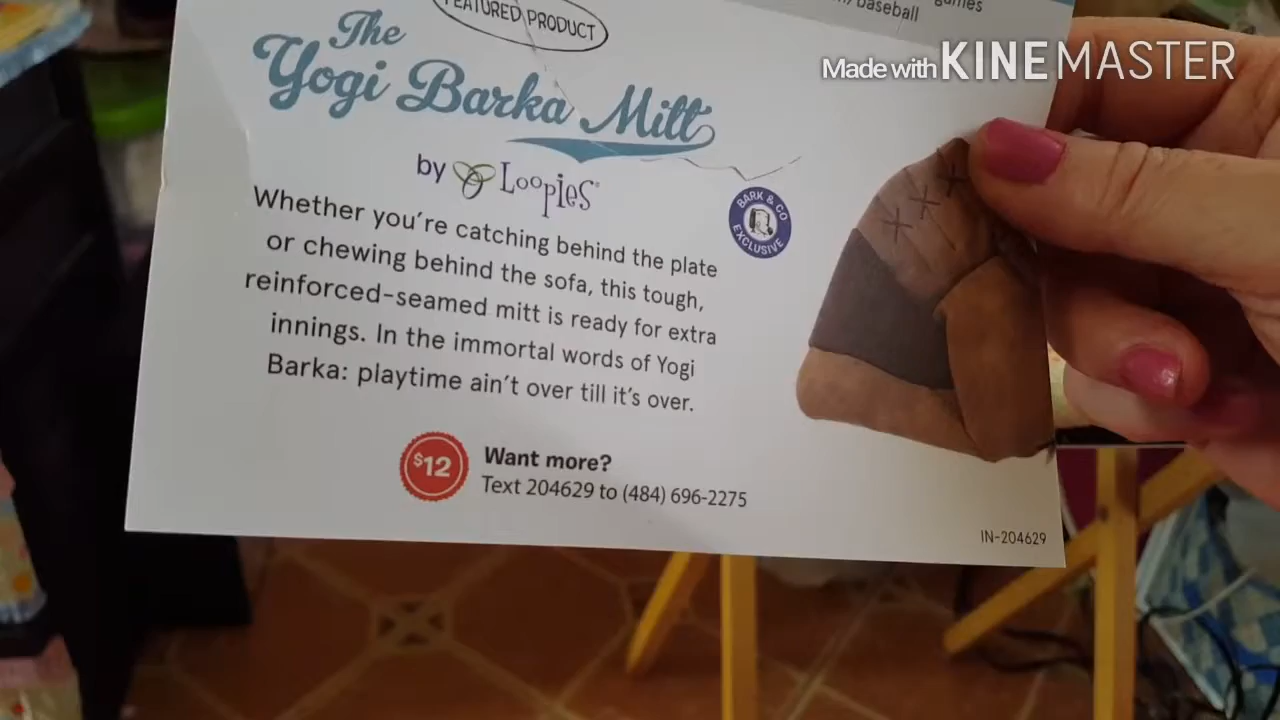 baseball
games
FEATURED PRODUCT
Made with KINEMASTER
The
Yogi Barka Mitt
by Loopies®
BARK & CO
EXCLUSIVE
Whether you're catching behind the plate
or chewing behind the sofa, this tough,
reinforced-seamed mitt is ready for extra
innings. In the immortal words of Yogi
Barka: playtime ain't over till it's over.
$12
Want more?
Text 204629 to (484) 696-2275
IN-204629